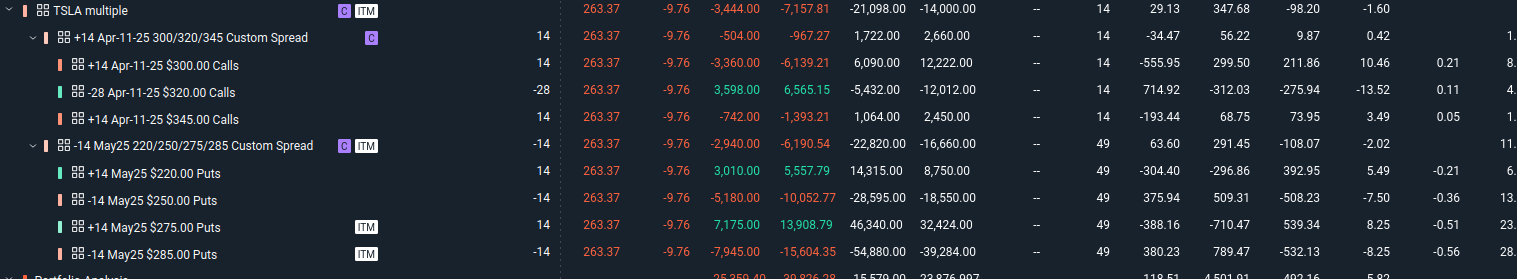 TSLA multiple C ITM 263.37 -9.76 -3,444.00 -7,157.81 -21,098.00 -14,000.00 -- 14 29.13 347.68 -98.20 -1.60
+14 Apr-11-25 300/320/345 Custom Spread C 14 263.37 -9.76 -504.00 -967.27 1,722.00 2,660.00 -- 14 -34.47 56.22 9.87 0.42 1.
+14 Apr-11-25 $300.00 Calls 14 263.37 -9.76 -3,360.00 -6,139.21 6,090.00 12,222.00 -- 14 -555.95 299.50 211.86 10.46 0.21 8.
-28 Apr-11-25 $320.00 Calls -28 263.37 -9.76 3,598.00 6,565.15 -5,432.00 -12,012.00 -- 14 714.92 -312.03 -275.94 -13.52 0.11 4.
+14 Apr-11-25 $345.00 Calls 14 263.37 -9.76 -742.00 -1,393.21 1,064.00 2,450.00 -- 14 -193.44 68.75 73.95 3.49 0.05 1.
-14 May25 220/250/275/285 Custom Spread C ITM -14 263.37 -9.76 -2,940.00 -6,190.54 -22,820.00 -16,660.00 -- 49 63.60 291.45 -108.07 -2.02 11.
+14 May25 $220.00 Puts 14 263.37 -9.76 3,010.00 5,557.79 14,315.00 8,750.00 -- 49 -304.40 -296.86 392.95 5.49 -0.21 6.
-14 May25 $250.00 Puts -14 263.37 -9.76 -5,180.00 -10,052.77 -28,595.00 -18,550.00 -- 49 375.94 509.31 -508.23 -7.50 -0.36 13.
+14 May25 $275.00 Puts ITM 14 263.37 -9.76 7,175.00 13,908.79 46,340.00 32,424.00 -- 49 -388.16 -710.47 539.34 8.25 -0.51 23.
-14 May25 $285.00 Puts ITM -14 263.37 -9.76 -7,945.00 -15,604.35 -54,880.00 -39,284.00 -- 49 380.23 789.47 -532.13 -8.25 -0.56 28.
Portfolio Analysis